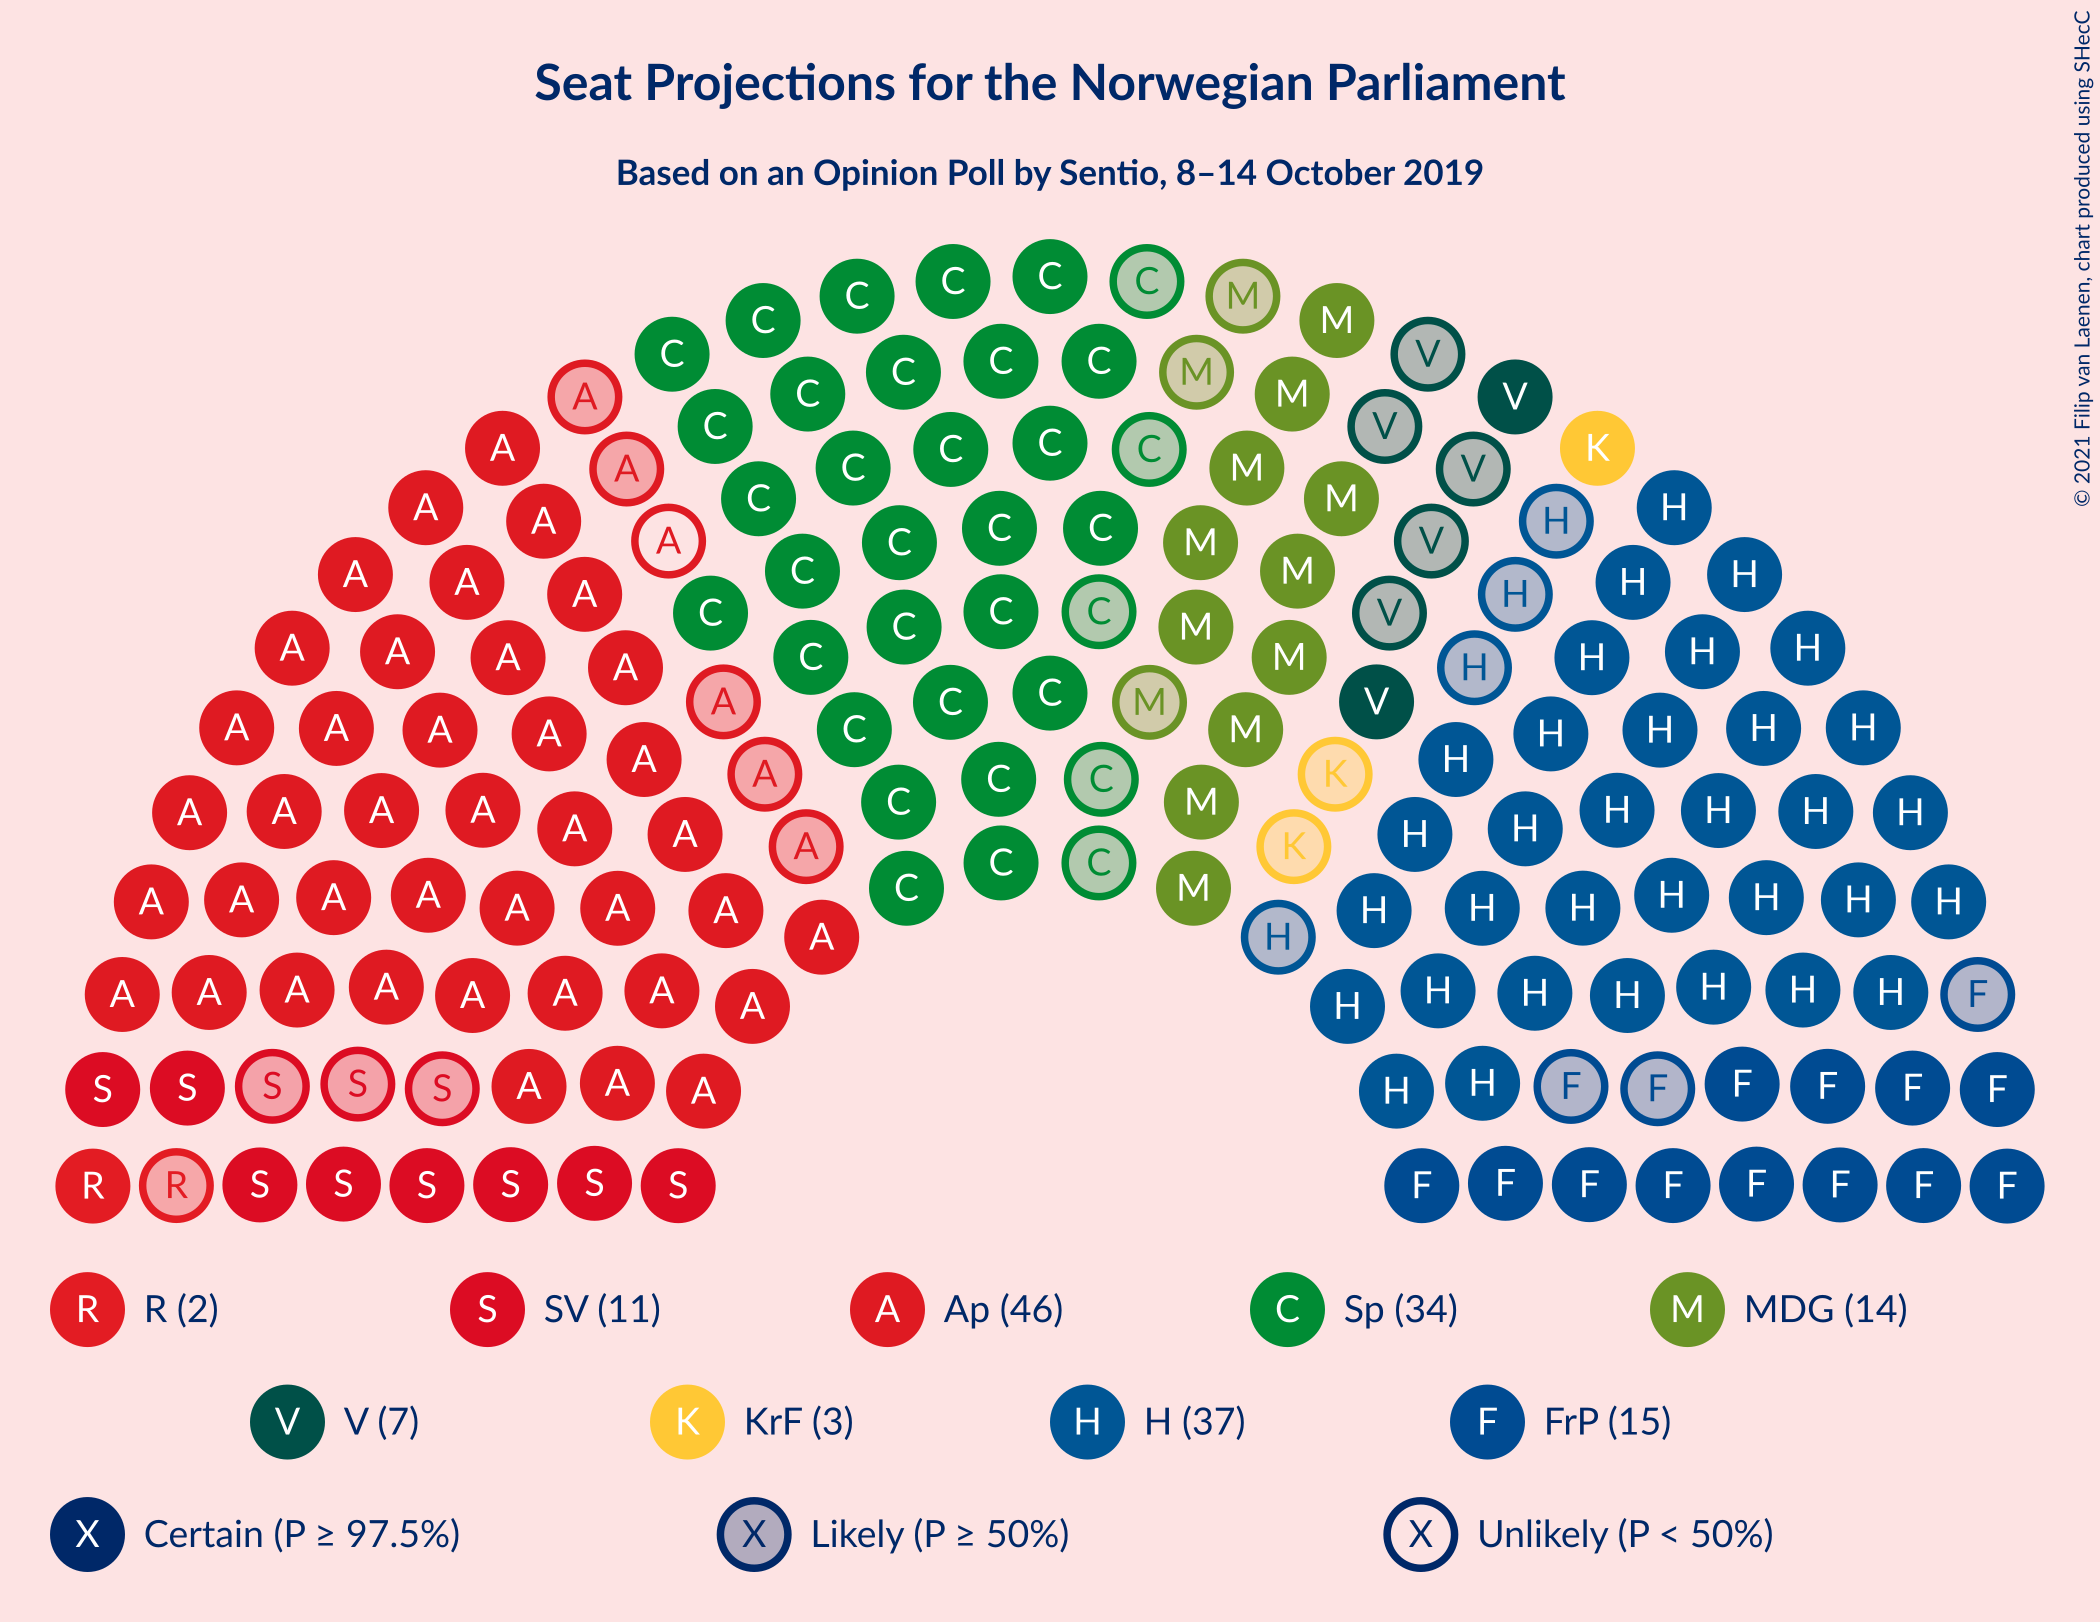 Seat Projections for the Norwegian Parliament
Based on an Opinion Poll by Sentio, 8–14 October 2019
© 2021 Filip van Laenen, chart produced using SHecC
C C C C C M M
C C V
C C C C M M
A C C V V
A C C C C M V K
A A C C M M H
A A A C C C M M V H H
A A A C C C C M M V H H H
A A A A C C M M H H H H
A A A A A C C M V H H H H
A A A A A C C C M K H H H H
A A A A A A A C C C M K H H H H H H
A A A A A A A A C C C M H H H H H H H H
A A A A A A A A H H H H H H H F
S S S S S A A A H H F F F F F F
R R S S S S S S F F F F F F F F
R R (2) S SV (11) A Ap (46) C Sp (34) M MDG (14)
V V (7) K KrF (3) H H (37) F FrP (15)
X Certain (P ≥ 97.5%) X Likely (P ≥ 50%) X Unlikely (P < 50%)